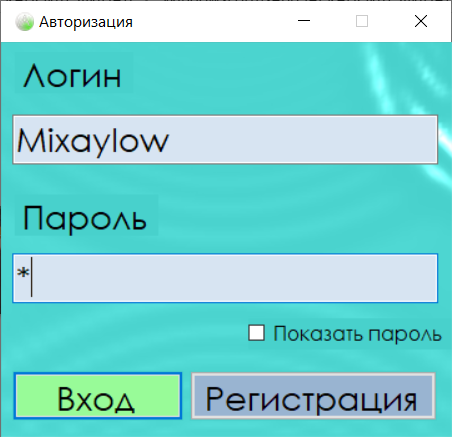 Авторизация
Логин
Mixaylow
Пароль
*
Показать пароль
Вход
Регистрация